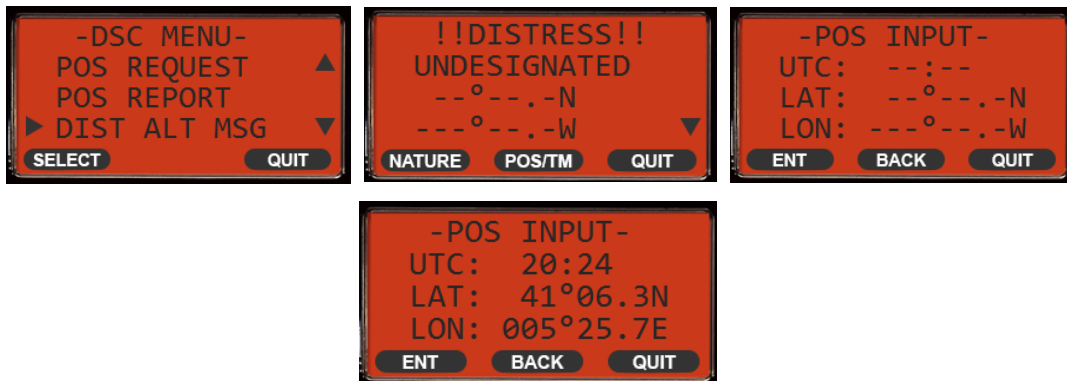 -DSC MENU-
POS REQUEST ▲
POS REPORT
▶ DIST ALT MSG ▼
SELECT QUIT
!!DISTRESS!!
UNDESIGNATED
--°--.-N
---°--.-W ▼
NATURE POS/TM QUIT
-POS INPUT-
UTC: --:--
LAT: --°--.-N
LON: ---°--.-W
ENT BACK QUIT
-POS INPUT-
UTC: 20:24
LAT: 41°06.3N
LON: 005°25.7E
ENT BACK QUIT